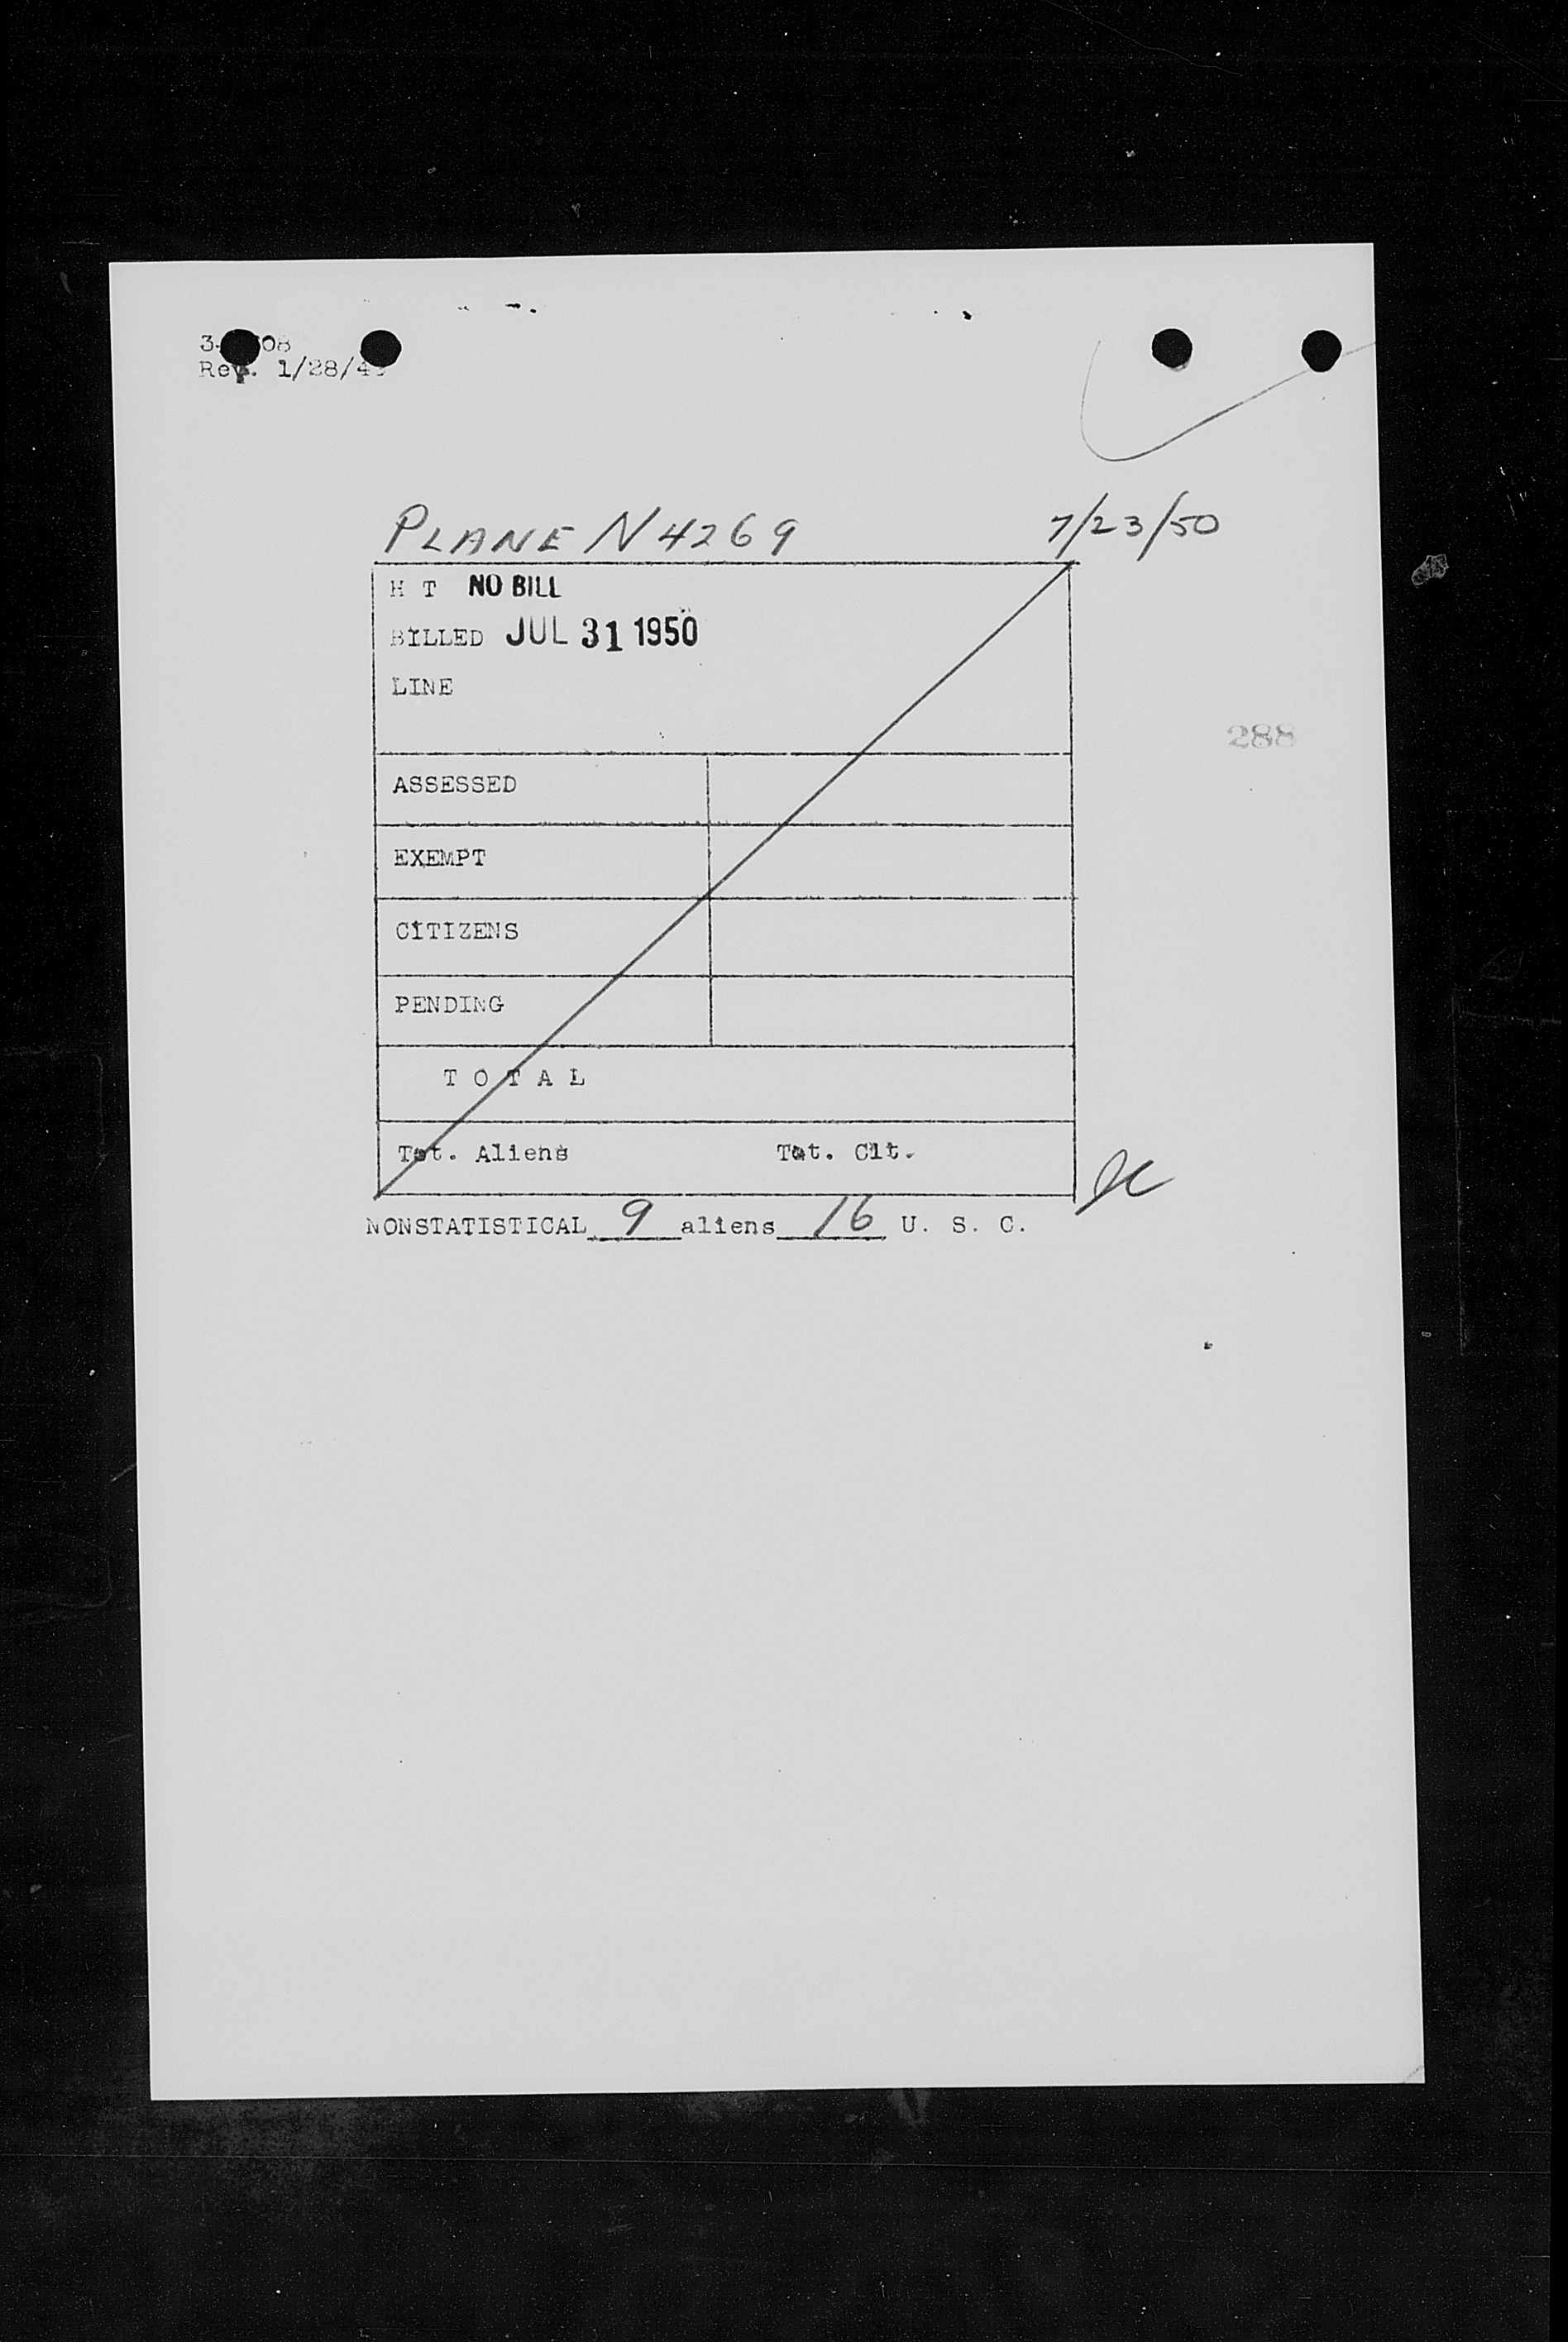 Rev. 1/28/4
PLANE N4269 7/23/50
H T NO BILL
BILLED JUL 31 1950
LINE
288
ASSESSED
EXEMPT
CITIZENS
PENDING
T O T A L
Tot. Aliens Tot. Cit.
NONSTATISTICAL 9 aliens 16 U. S. C.